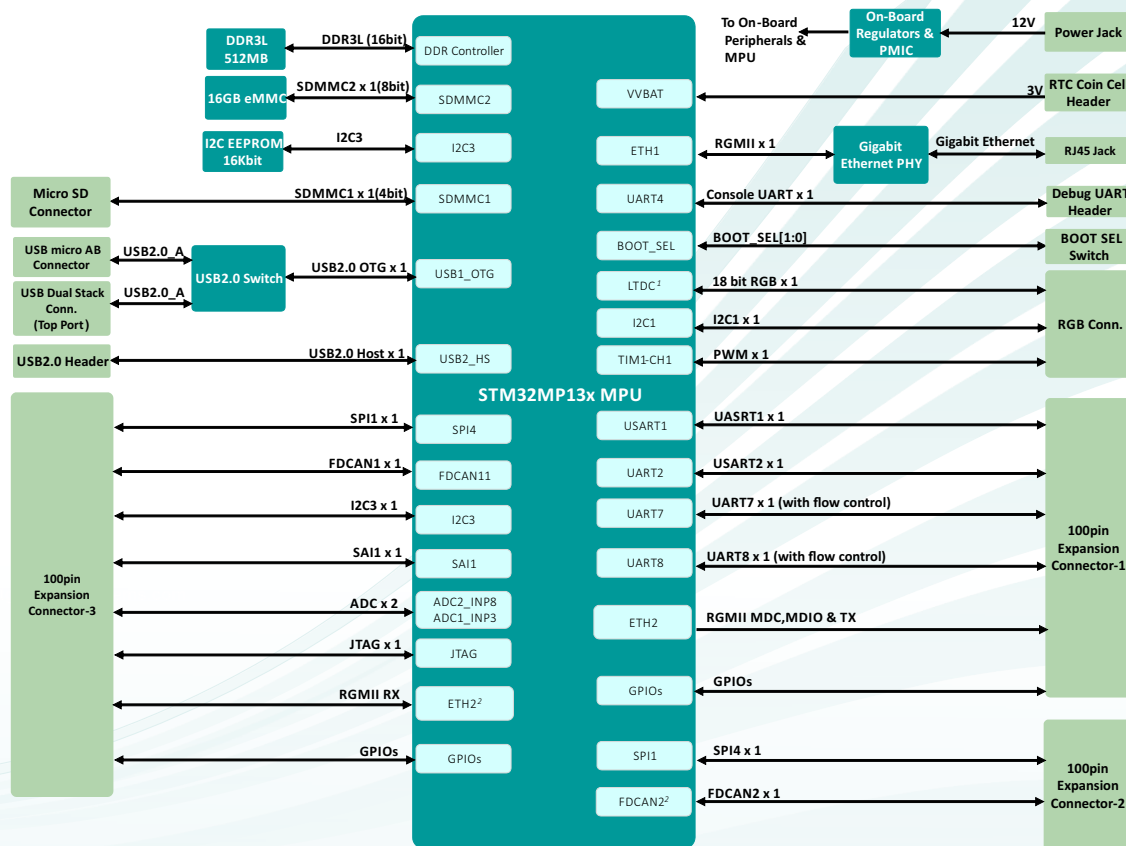 DDR3L
512MB
DDR3L (16bit)
DDR Controller
16GB eMMC
SDMMC2 x 1(8bit)
SDMMC2
I2C EEPROM
16Kbit
I2C3
I2C3
Micro SD
Connector
SDMMC1 x 1(4bit)
SDMMC1
USB micro AB
Connector
USB2.0_A
USB2.0 Switch
USB2.0 OTG x 1
USB1_OTG
USB Dual Stack
Conn.
(Top Port)
USB2.0_A
USB2.0 Header
USB2.0 Host x 1
USB2_HS
STM32MP13x MPU
100pin
Expansion
Connector-3
SPI1 x 1
SPI4
FDCAN1 x 1
FDCAN11
I2C3 x 1
I2C3
SAI1 x 1
SAI1
ADC x 2
ADC2_INP8
ADC1_INP3
JTAG x 1
JTAG
RGMII RX
ETH2²
GPIOs
GPIOs
To On-Board
Peripherals &
MPU
On-Board
Regulators &
PMIC
12V
Power Jack
VVBAT
3V
RTC Coin Cel
Header
ETH1
RGMII x 1
Gigabit
Ethernet PHY
Gigabit Ethernet
RJ45 Jack
UART4
Console UART x 1
Debug UART
Header
BOOT_SEL
BOOT_SEL[1:0]
BOOT SEL
Switch
LTDC¹
18 bit RGB x 1
I2C1
I2C1 x 1
TIM1-CH1
PWM x 1
RGB Conn.
USART1
UASRT1 x 1
UART2
USART2 x 1
UART7
UART7 x 1 (with flow control)
UART8
UART8 x 1 (with flow control)
ETH2
RGMII MDC,MDIO & TX
GPIOs
GPIOs
100pin
Expansion
Connector-1
SPI1
SPI4 x 1
FDCAN2²
FDCAN2 x 1
100pin
Expansion
Connector-2